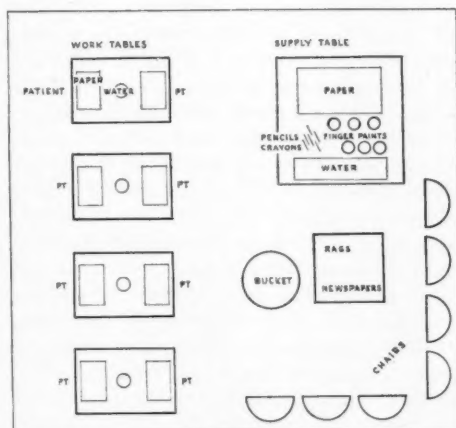 WORK TABLES
PATIENT
PAPER
WATER
PT
PT
PT
PT
PT
PT
PT
SUPPLY TABLE
PAPER
PENCILS
CRAYONS
FINGER PAINTS
WATER
BUCKET
RAGS
NEWSPAPERS
CHAIRS